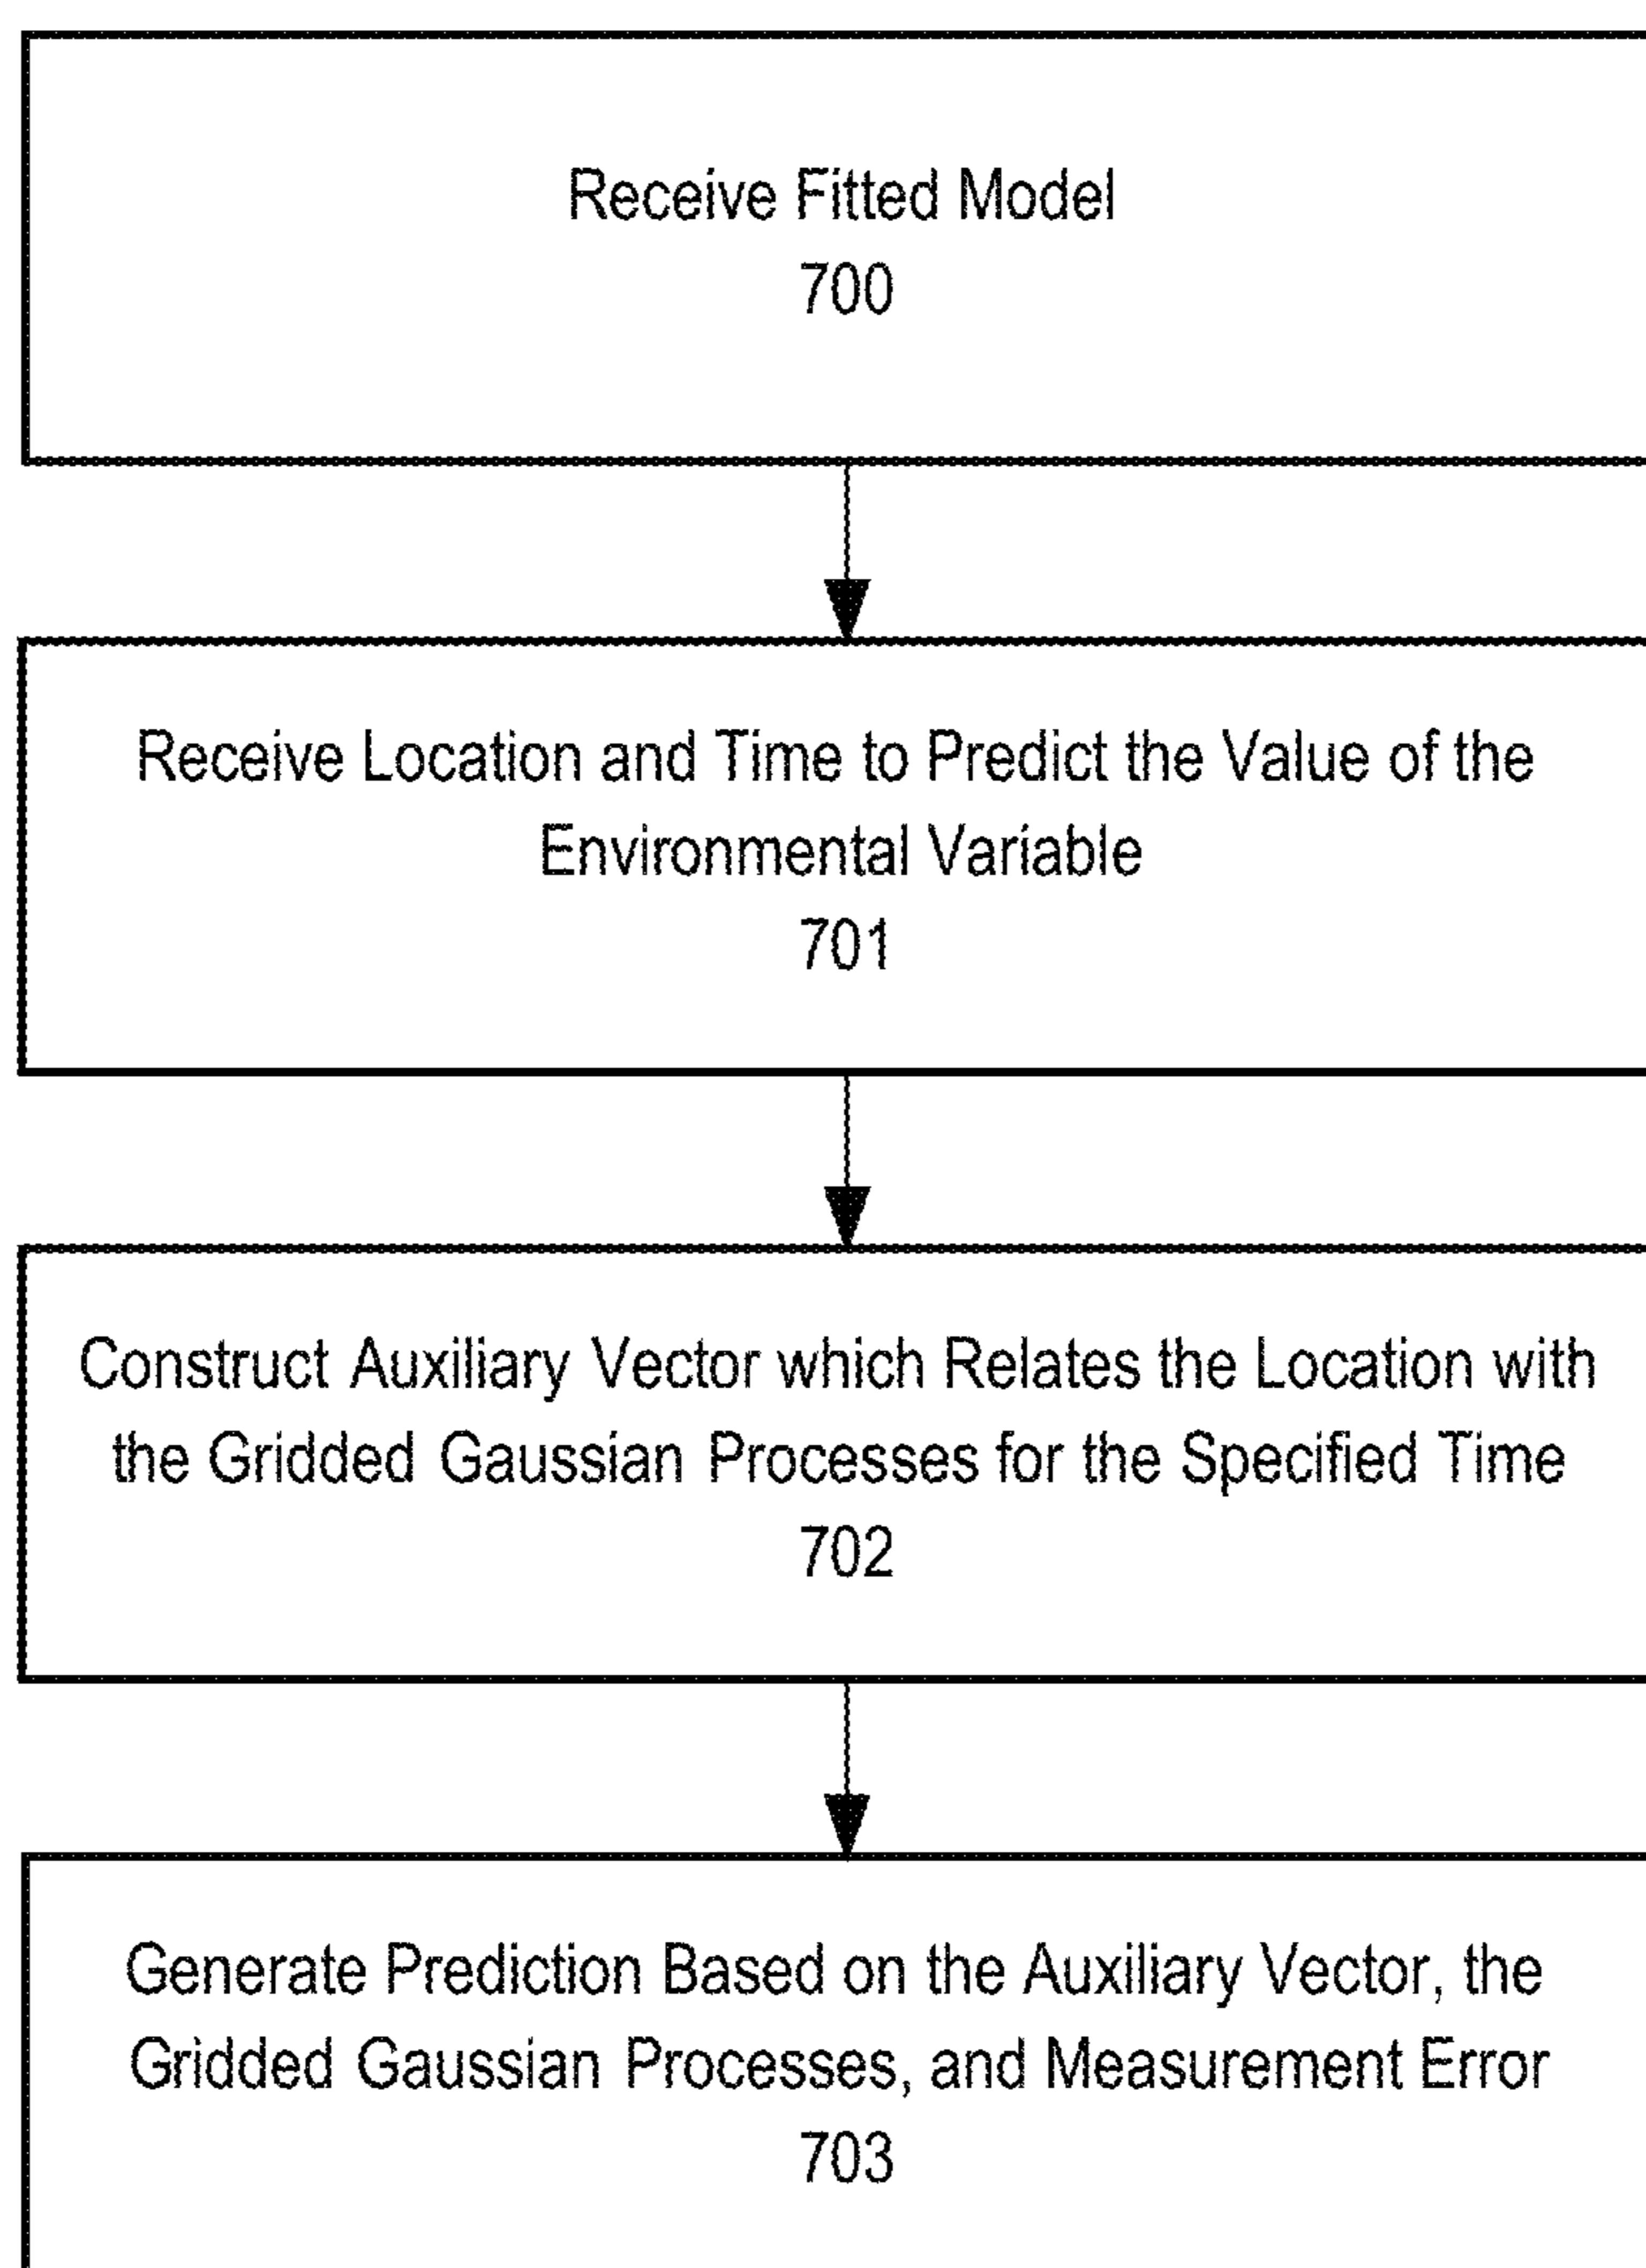 Receive Fitted Model
700
Receive Location and Time to Predict the Value of the
Environmental Variable
701
Construct Auxiliary Vector which Relates the Location with
the Gridded Gaussian Processes for the Specified Time
702
Generate Prediction Based on the Auxiliary Vector, the
Gridded Gaussian Processes, and Measurement Error
703